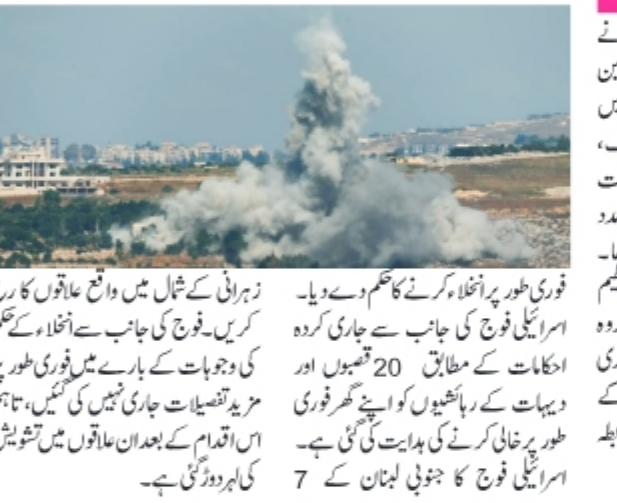 فوری طور پر انخلاء کرنے کا حکم دے دیا۔
اسرائیلی فوج کی جانب سے جاری کردہ
احکامات کے مطابق 20 قصبوں اور
دیہات کے رہائشیوں کو اپنے گھر فوری
طور پر خالی کرنے کی ہدایت کی گئی ہے۔
اسرائیلی فوج کا جنوبی لبنان کے 7
زہرانی کے شمال میں واقع علاقوں کا
کریں۔ فوج کی جانب سے انخلاء کے
کی وجوہات کے بارے میں فوری طور
مزید تفصیلات جاری نہیں کی گئیں،
اس اقدام کے بعد ان علاقوں میں تشویش
کی لہر دوڑ گئی ہے۔
نے
کے